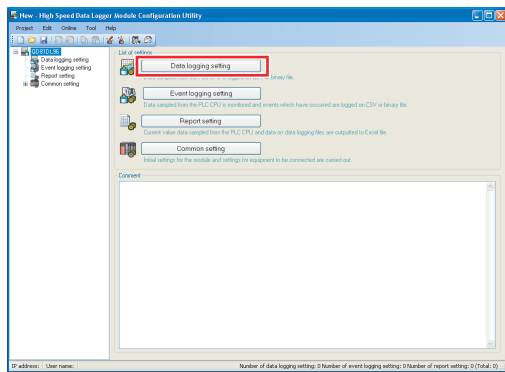 New - High Speed Data Logger Module Configuration Utility
Project Edit Online Tool Help
QD81DL96
Data logging setting
Event logging setting
Report setting
Common setting
List of settings
Data logging setting
binary file.
Event logging setting
Data sampled from the PLC CPU is monitored and events which have occurred are logged on CSV or binary file.
Report setting
Current value data sampled from the PLC CPU and data on data logging files are outputted to Excel file.
Common setting
Initial settings for the module and settings for equipment to be connected are carried out.
Comment
IP address: User name: Number of data logging setting: 0 Number of event logging setting: 0 Number of report setting: 0 (Total: 0)